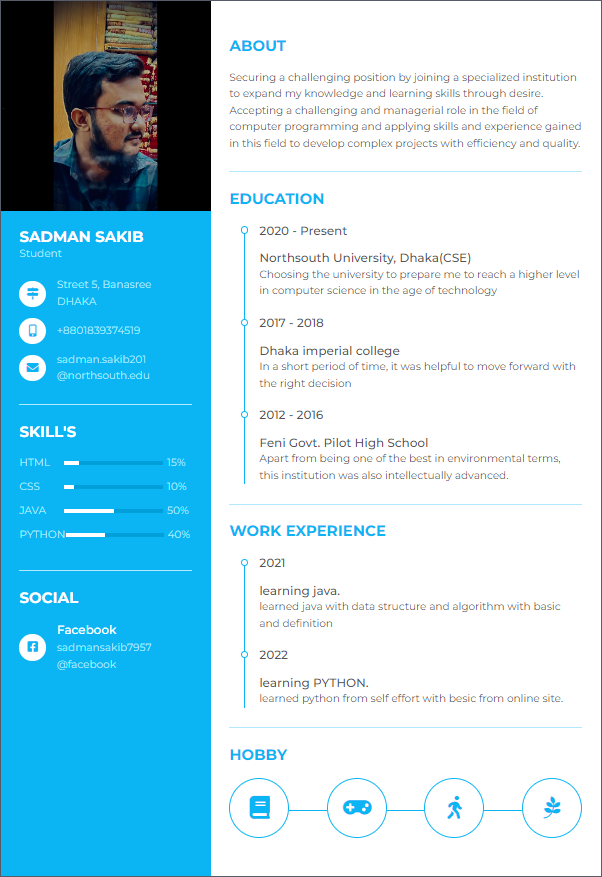 SADMAN SAKIB
Student
Street 5, Banasree
DHAKA
+8801839374519
sadman.sakib201
@northsouth.edu
SKILL'S
HTML 15%
CSS 10%
JAVA 50%
PYTHON 40%
SOCIAL
Facebook
sadmansakib7957
@facebook
ABOUT
Securing a challenging position by joining a specialized institution
to expand my knowledge and learning skills through desire.
Accepting a challenging and managerial role in the field of
computer programming and applying skills and experience gained
in this field to develop complex projects with efficiency and quality.
EDUCATION
2020 - Present
Northsouth University, Dhaka(CSE)
Choosing the university to prepare me to reach a higher level
in computer science in the age of technology
2017 - 2018
Dhaka imperial college
In a short period of time, it was helpful to move forward with
the right decision
2012 - 2016
Feni Govt. Pilot High School
Apart from being one of the best in environmental terms,
this institution was also intellectually advanced.
WORK EXPERIENCE
2021
learning java.
learned java with data structure and algorithm with basic
and definition
2022
learning PYTHON.
learned python from self effort with besic from online site.
HOBBY